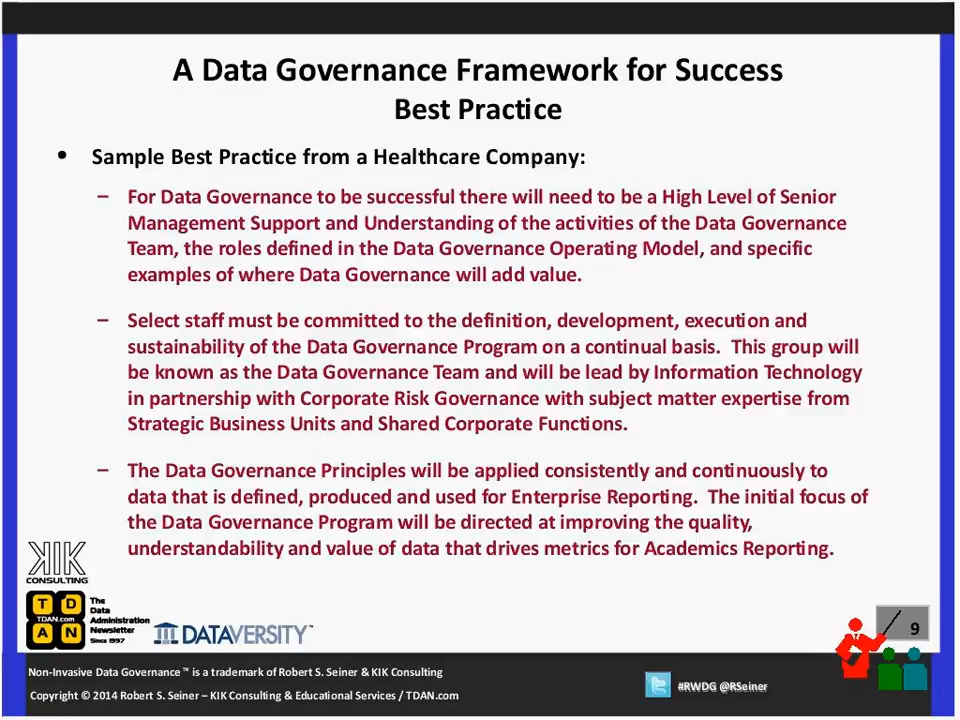 A Data Governance Framework for Success
Best Practice
• Sample Best Practice from a Healthcare Company:
– For Data Governance to be successful there will need to be a High Level of Senior
Management Support and Understanding of the activities of the Data Governance
Team, the roles defined in the Data Governance Operating Model, and specific
examples of where Data Governance will add value.
– Select staff must be committed to the definition, development, execution and
sustainability of the Data Governance Program on a continual basis.  This group will
be known as the Data Governance Team and will be lead by Information Technology
in partnership with Corporate Risk Governance with subject matter expertise from
Strategic Business Units and Shared Corporate Functions.
– The Data Governance Principles will be applied consistently and continuously to
data that is defined, produced and used for Enterprise Reporting.  The initial focus of
the Data Governance Program will be directed at improving the quality,
understandability and value of data that drives metrics for Academics Reporting.
KIK
CONSULTING
T D
TDAN.com
A N
The
Data
Administration
Newsletter
Since 1997
DATAVERSITY™
9
Non-Invasive Data Governance™ is a trademark of Robert S. Seiner & KIK Consulting
Copyright © 2014 Robert S. Seiner – KIK Consulting & Educational Services / TDAN.com
#RWDG @RSeiner